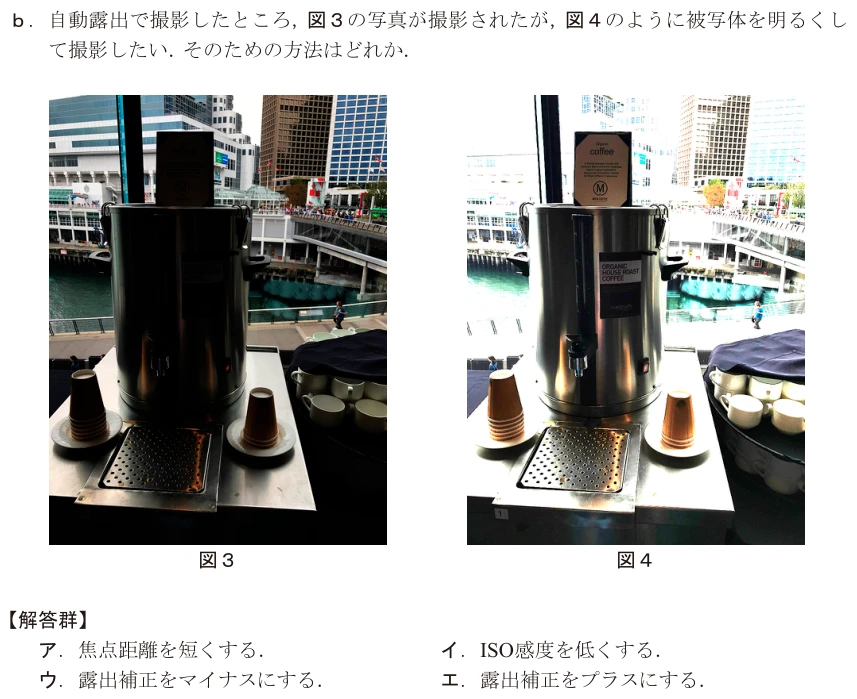 b．自動露出で撮影したところ，図3の写真が撮影されたが，図4のように被写体を明るくし
て撮影したい．そのための方法はどれか．
coffee
M
ORGANIC
HOUSE ROAST
COFFEE
図3
図4
【解答群】
ア．焦点距離を短くする．
イ．ISO感度を低くする．
ウ．露出補正をマイナスにする．
エ．露出補正をプラスにする．